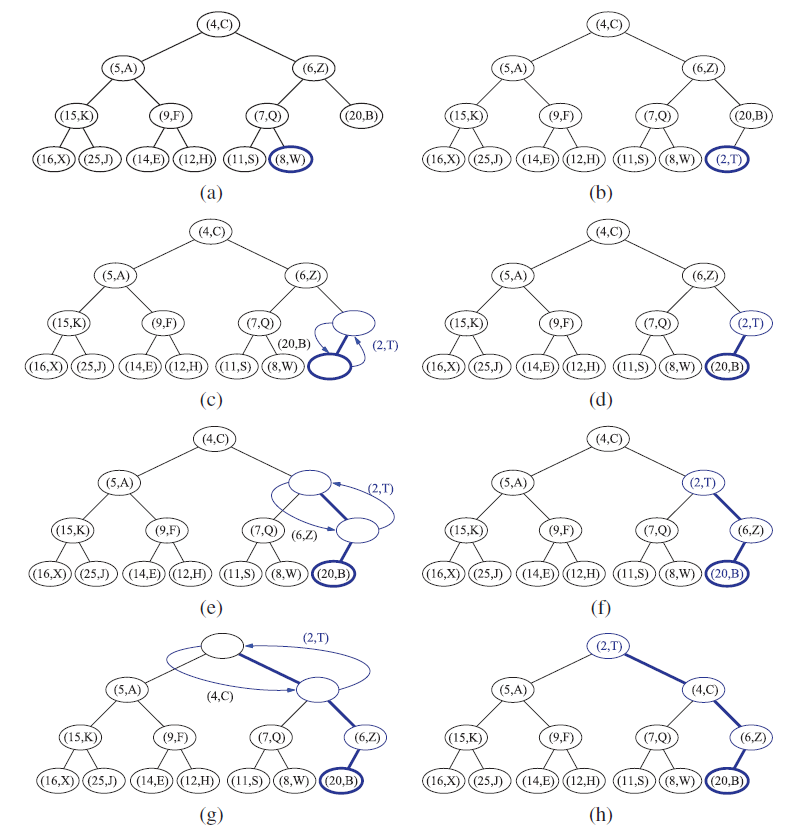 (4,C) (4,C)
(5,A) (6,Z) (5,A) (6,Z)
(15,K) (9,F) (7,Q) (20,B) (15,K) (9,F) (7,Q) (20,B)
(16,X) (25,J) (14,E) (12,H) (11,S) (8,W) (16,X) (25,J) (14,E) (12,H) (11,S) (8,W) (2,T)
(a) (b)
(4,C) (4,C)
(5,A) (6,Z) (5,A) (6,Z)
(15,K) (9,F) (7,Q) (15,K) (9,F) (7,Q) (2,T)
(20,B) (2,T)
(16,X) (25,J) (14,E) (12,H) (11,S) (8,W) (16,X) (25,J) (14,E) (12,H) (11,S) (8,W) (20,B)
(c) (d)
(4,C) (4,C)
(5,A) (2,T) (5,A) (2,T)
(15,K) (9,F) (7,Q) (6,Z) (15,K) (9,F) (7,Q) (6,Z)
(16,X) (25,J) (14,E) (12,H) (11,S) (8,W) (20,B) (16,X) (25,J) (14,E) (12,H) (11,S) (8,W) (20,B)
(e) (f)
(2,T) (2,T)
(5,A) (4,C) (5,A) (4,C)
(15,K) (9,F) (7,Q) (6,Z) (15,K) (9,F) (7,Q) (6,Z)
(16,X) (25,J) (14,E) (12,H) (11,S) (8,W) (20,B) (16,X) (25,J) (14,E) (12,H) (11,S) (8,W) (20,B)
(g) (h)